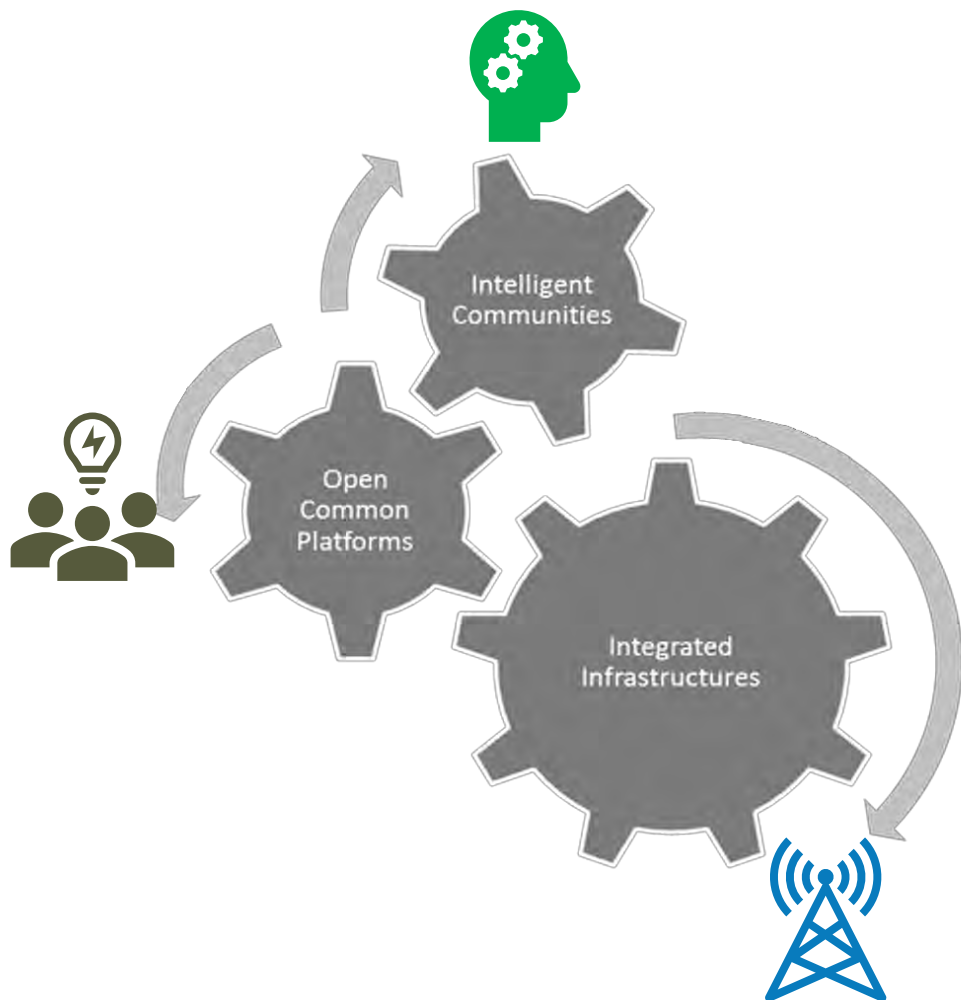 Intelligent
Communities
Open
Common
Platforms
Integrated
Infrastructures